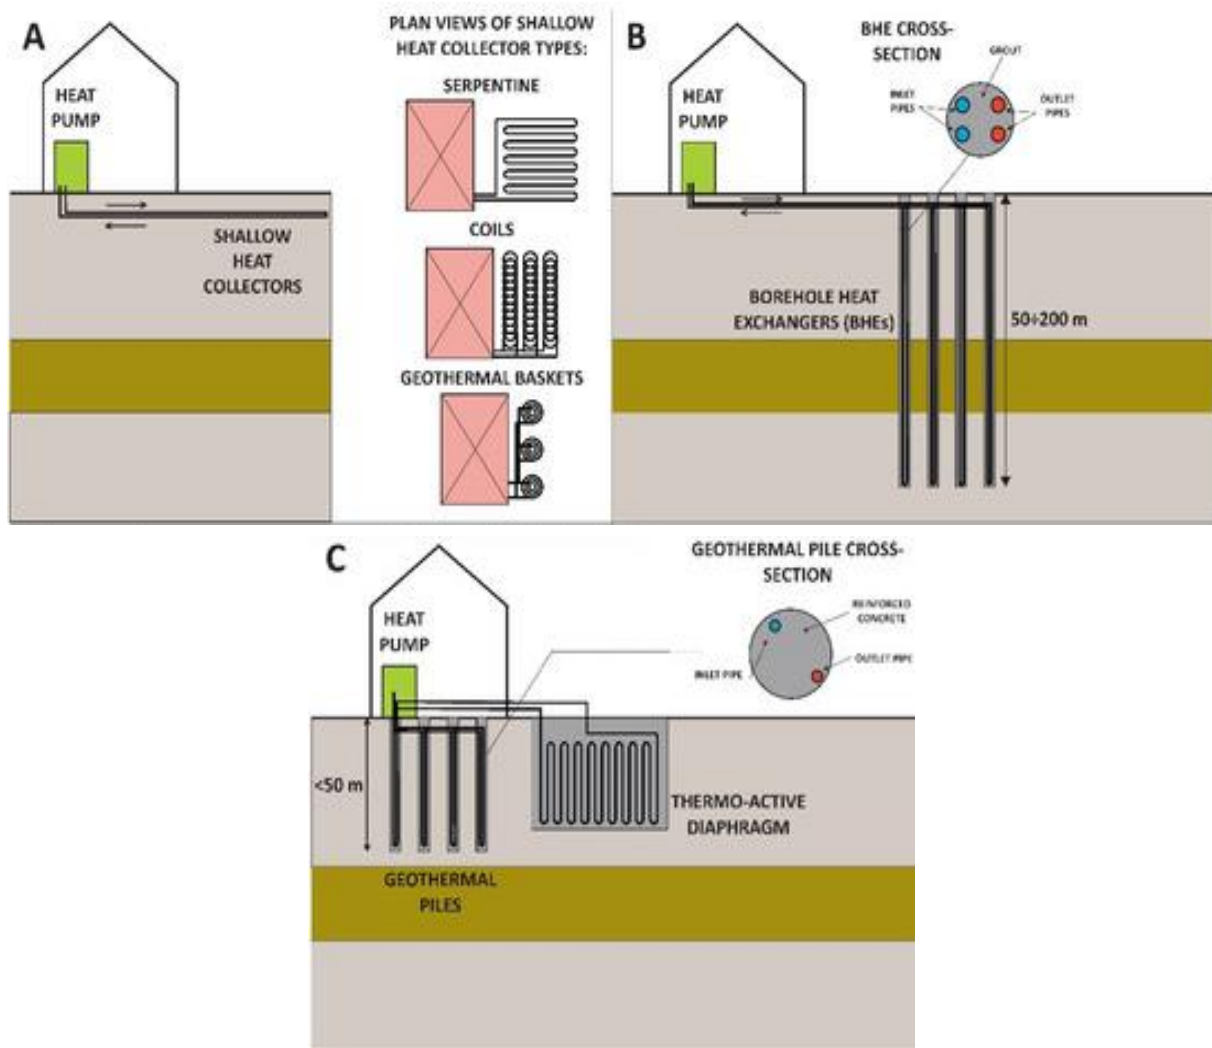 A
HEAT
PUMP
SHALLOW
HEAT
COLLECTORS
PLAN VIEWS OF SHALLOW
HEAT COLLECTOR TYPES:
SERPENTINE
COILS
GEOTHERMAL BASKETS
B
HEAT
PUMP
BHE CROSS-
SECTION
GROUT
INLET
PIPES
OUTLET
PIPES
BOREHOLE HEAT
EXCHANGERS (BHEs)
50÷200 m
C
HEAT
PUMP
GEOTHERMAL PILE CROSS-
SECTION
REINFORCED
CONCRETE
INLET PIPE
OUTLET PIPE
<50 m
THERMO-ACTIVE
DIAPHRAGM
GEOTHERMAL
PILES